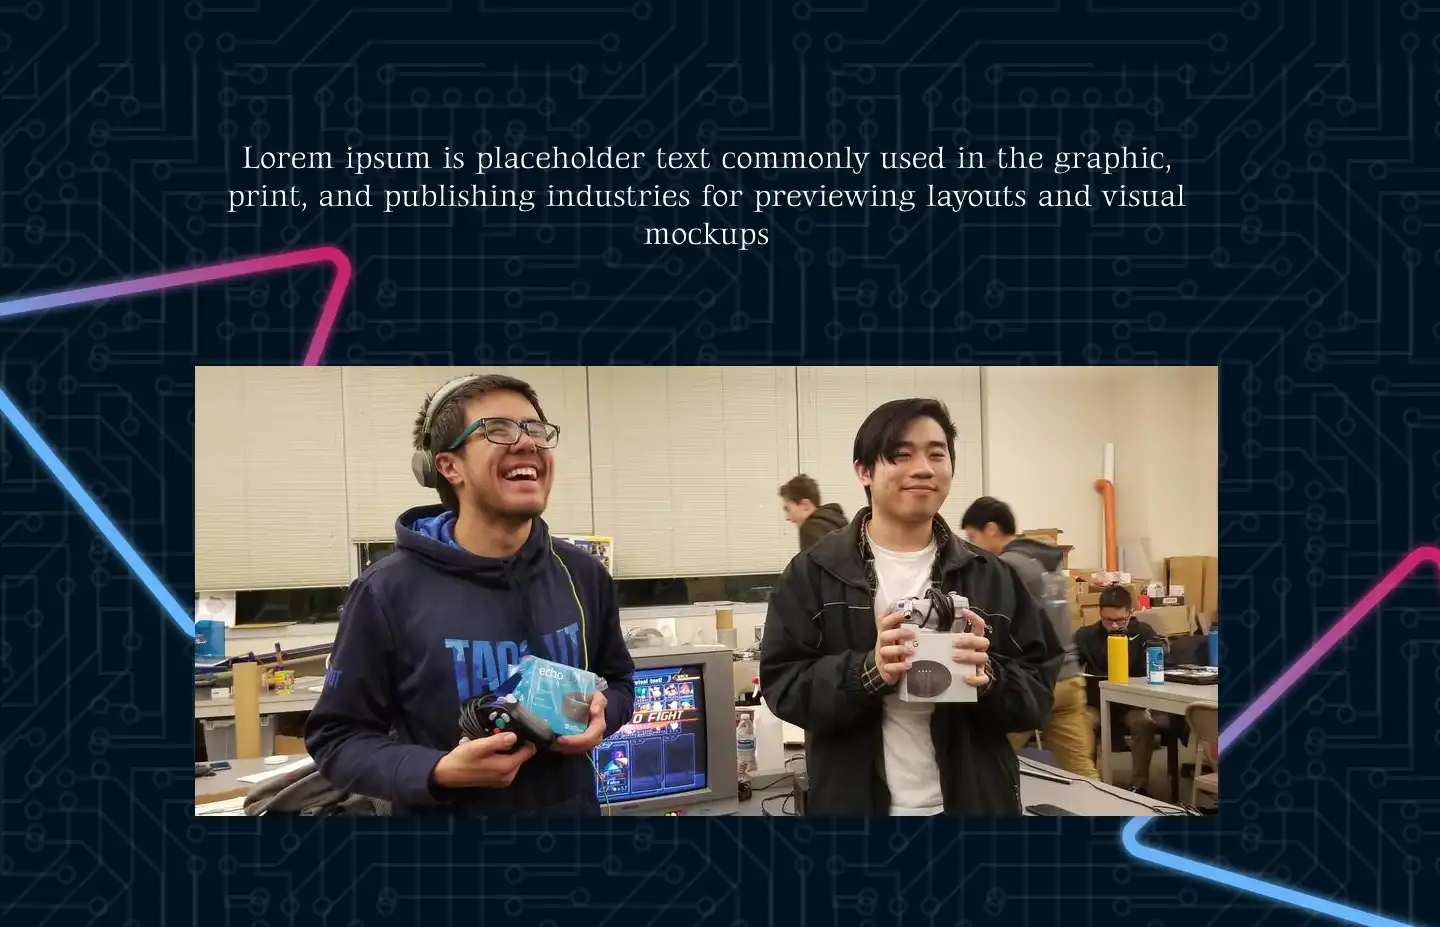 Lorem ipsum is placeholder text commonly used in the graphic,
print, and publishing industries for previewing layouts and visual
mockups
echo
G
O FIGHT